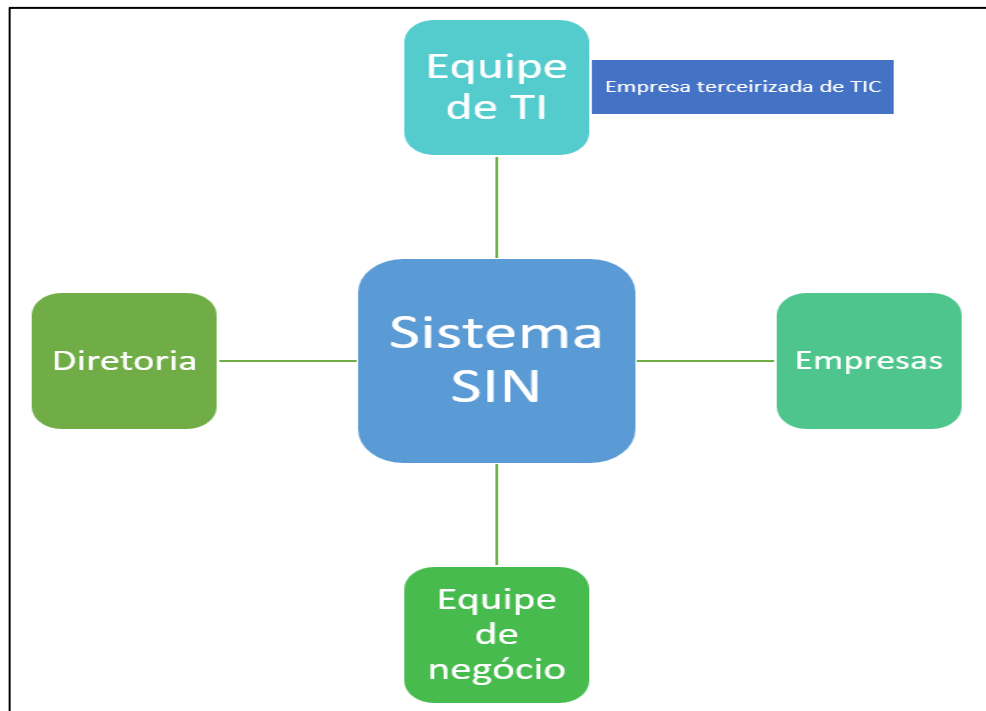 Equipe
de TI
Empresa terceirizada de TIC
Diretoria
Sistema
SIN
Empresas
Equipe
de
negócio